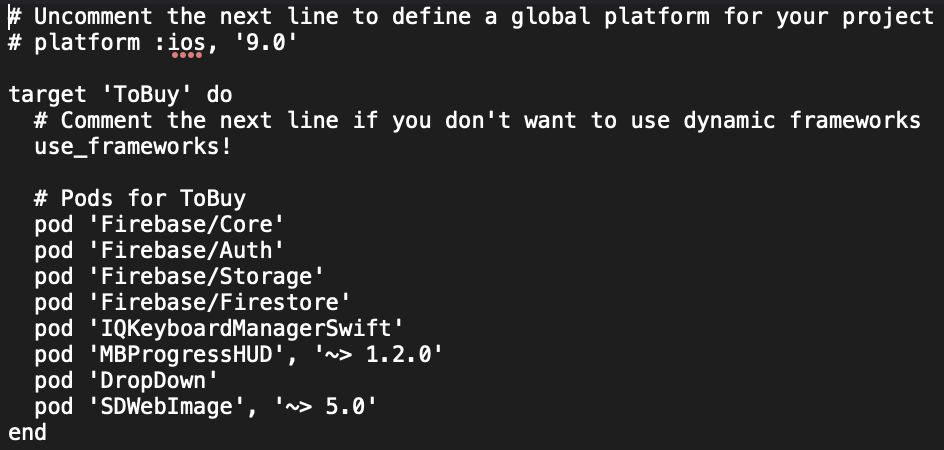 # Uncomment the next line to define a global platform for your project
# platform :ios, '9.0'

target 'ToBuy' do
  # Comment the next line if you don't want to use dynamic frameworks
  use_frameworks!

  # Pods for ToBuy
  pod 'Firebase/Core'
  pod 'Firebase/Auth'
  pod 'Firebase/Storage'
  pod 'Firebase/Firestore'
  pod 'IQKeyboardManagerSwift'
  pod 'MBProgressHUD', '~> 1.2.0'
  pod 'DropDown'
  pod 'SDWebImage', '~> 5.0'
end